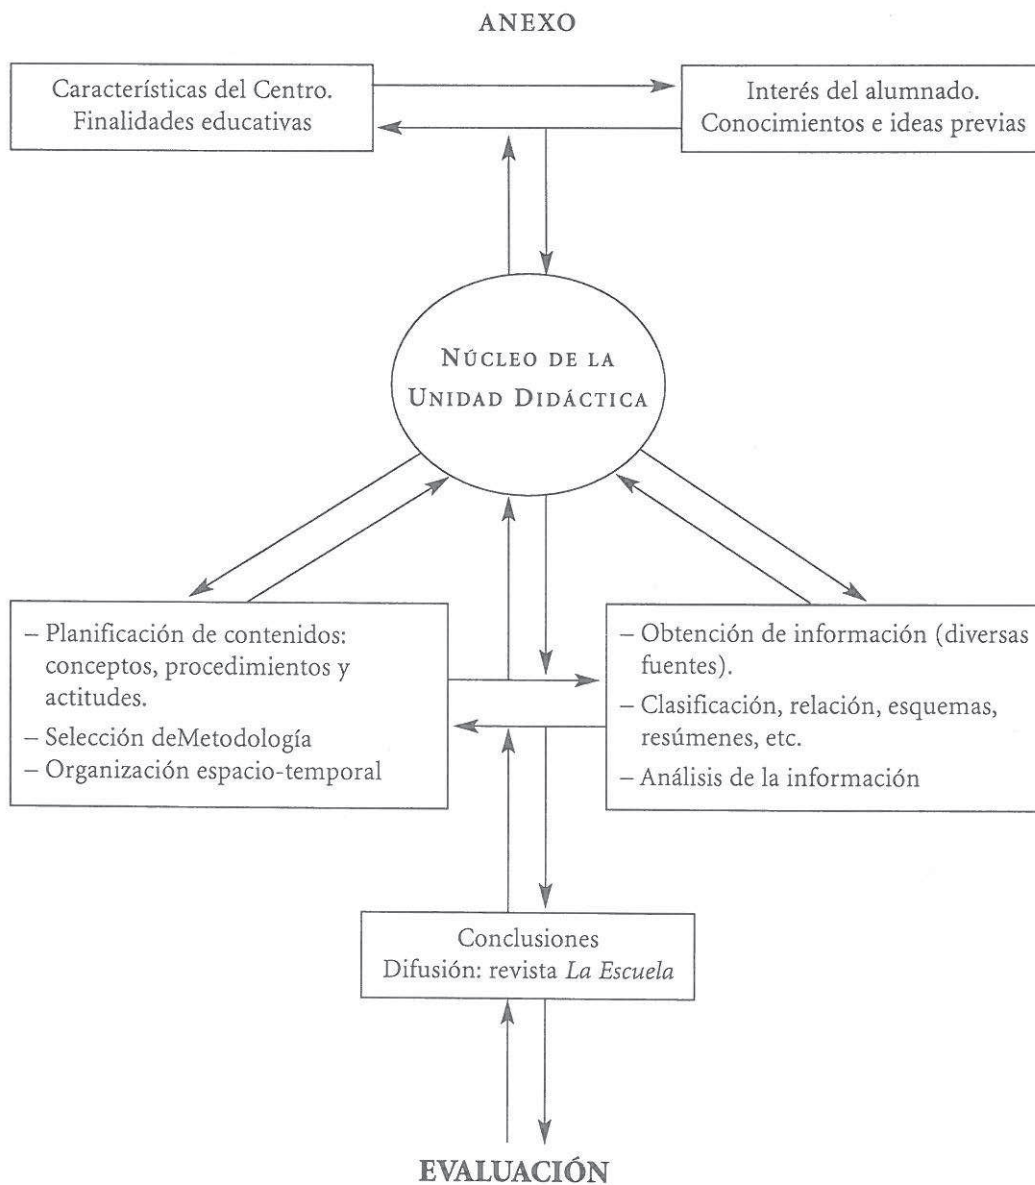 ANEXO
Características del Centro.
Finalidades educativas
Interés del alumnado.
Conocimientos e ideas previas
NÚCLEO DE LA
UNIDAD DIDÁCTICA
– Planificación de contenidos:
conceptos, procedimientos y
actitudes.
– Selección deMetodología
– Organización espacio-temporal
– Obtención de información (diversas
fuentes).
– Clasificación, relación, esquemas,
resúmenes, etc.
– Análisis de la información
Conclusiones
Difusión: revista La Escuela
EVALUACIÓN